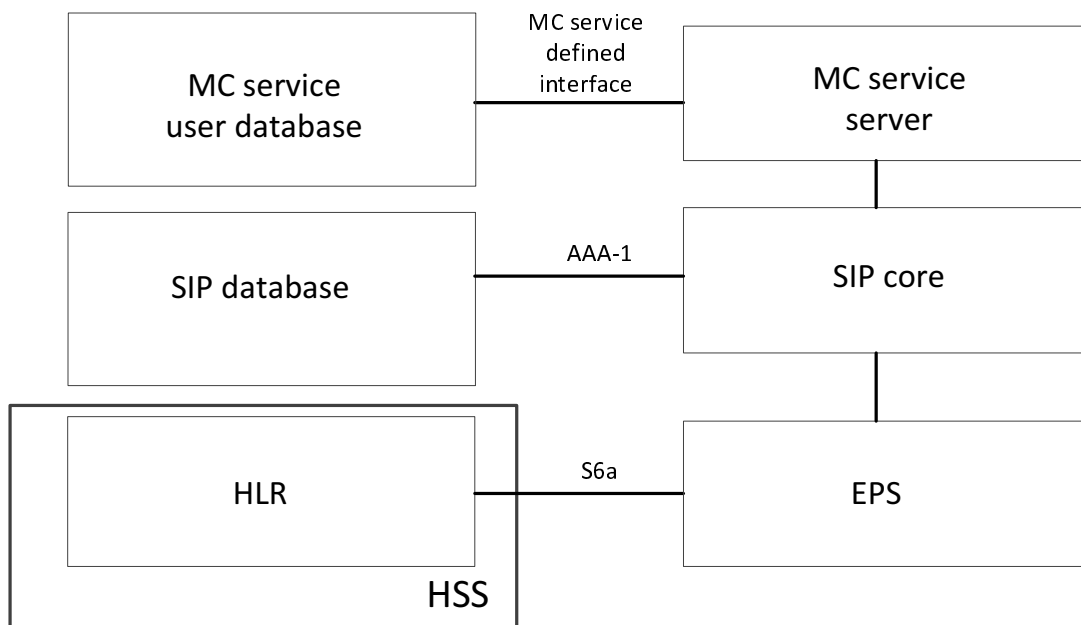 MC service
defined
interface
MC service
user database
MC service
server
SIP database
AAA-1
SIP core
HLR
S6a
EPS
HSS